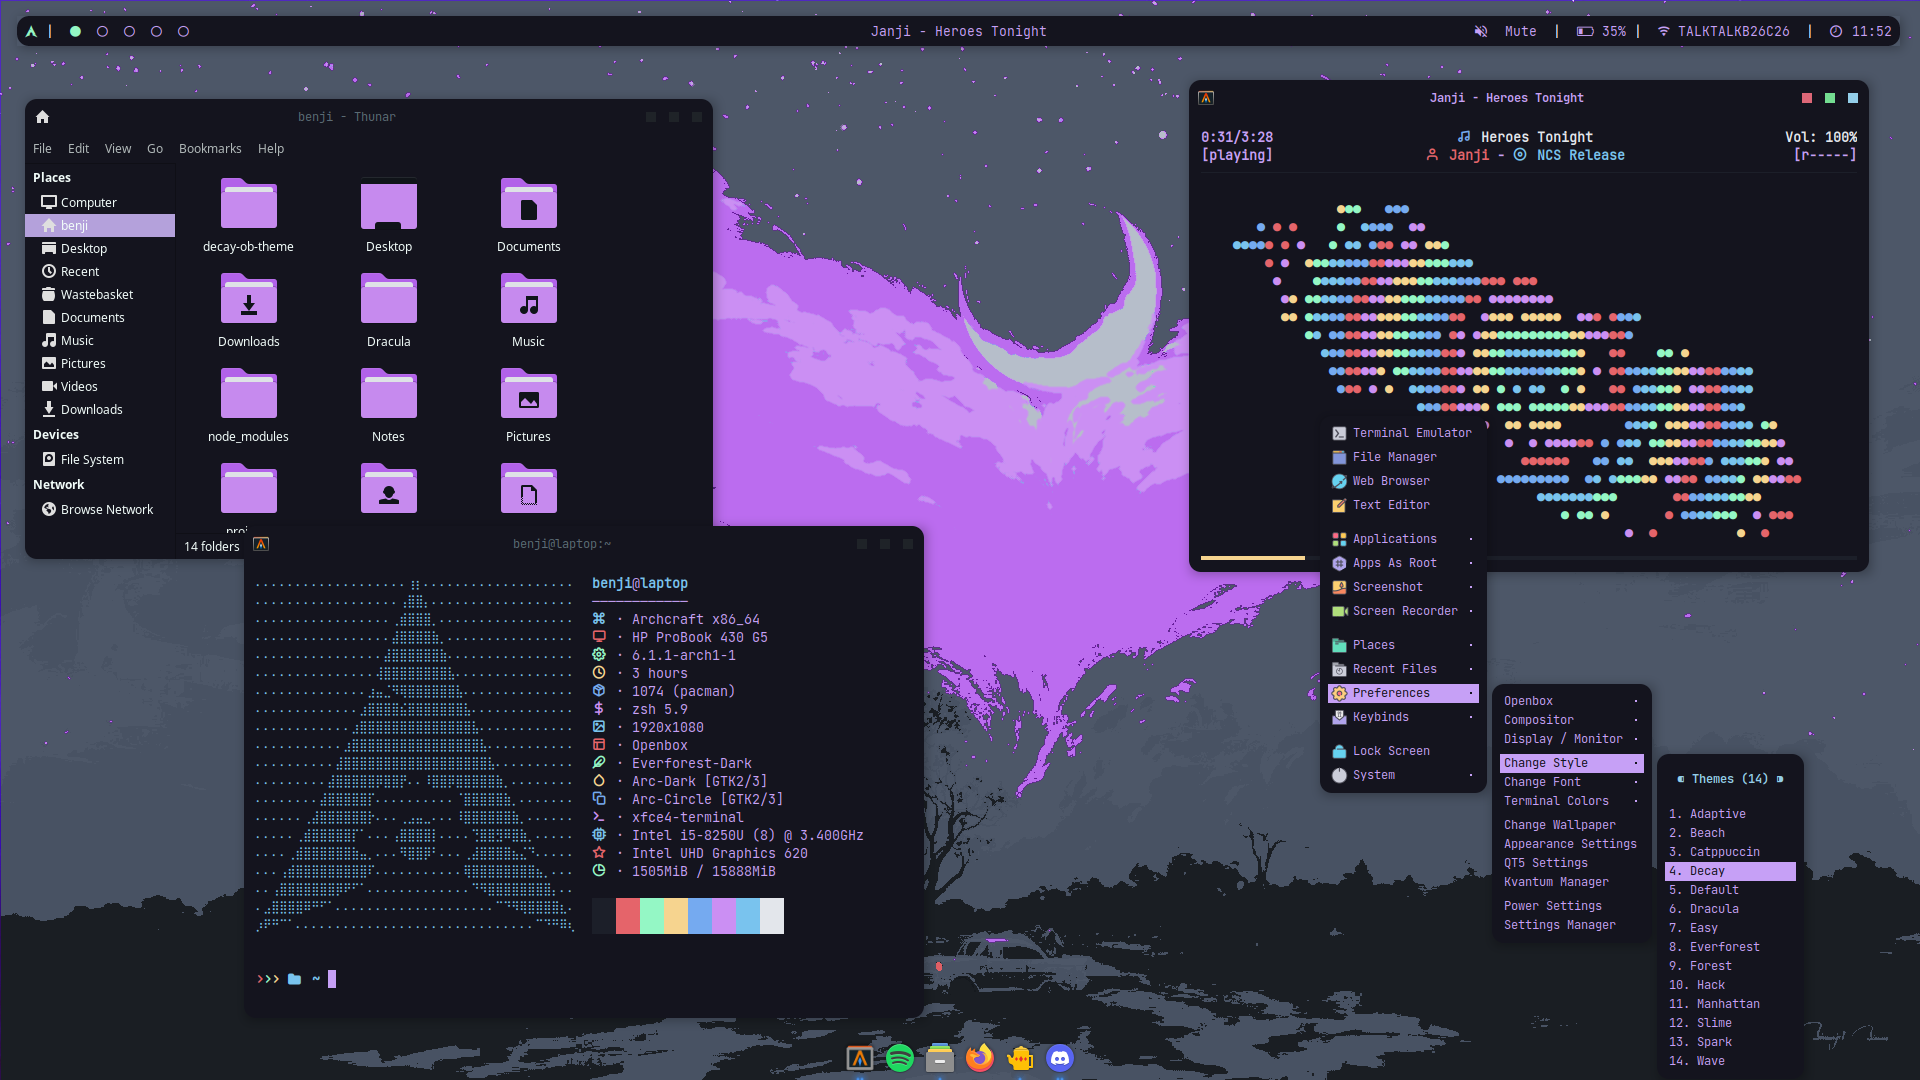 Janji - Heroes Tonight
Mute
35%
TALKTALKB26C26
11:52
benji - Thunar
File Edit View Go Bookmarks Help
Places
Computer
benji
Desktop
Recent
Wastebasket
Documents
Music
Pictures
Videos
Downloads
Devices
File System
Network
Browse Network
decay-ob-theme
Desktop
Documents
Downloads
Dracula
Music
node_modules
Notes
Pictures
14 folders
benji@laptop:~
benji@laptop
· Archcraft x86_64
· HP ProBook 430 G5
· 6.1.1-arch1-1
· 3 hours
· 1074 (pacman)
· zsh 5.9
· 1920x1080
· Openbox
· Everforest-Dark
· Arc-Dark [GTK2/3]
· Arc-Circle [GTK2/3]
· xfce4-terminal
· Intel i5-8250U (8) @ 3.400GHz
· Intel UHD Graphics 620
· 1505MiB / 15888MiB
>>> ~
Janji - Heroes Tonight
0:31/3:28
Heroes Tonight
Vol: 100%
[playing]
Janji - NCS Release
[r-----]
Terminal Emulator
File Manager
Web Browser
Text Editor
Applications
Apps As Root
Screenshot
Screen Recorder
Places
Recent Files
Preferences
Keybinds
Lock Screen
System
Openbox
Compositor
Display / Monitor
Change Style
Change Font
Terminal Colors
Change Wallpaper
Appearance Settings
QT5 Settings
Kvantum Manager
Power Settings
Settings Manager
Themes (14)
1. Adaptive
2. Beach
3. Catppuccin
4. Decay
5. Default
6. Dracula
7. Easy
8. Everforest
9. Forest
10. Hack
11. Manhattan
12. Slime
13. Spark
14. Wave